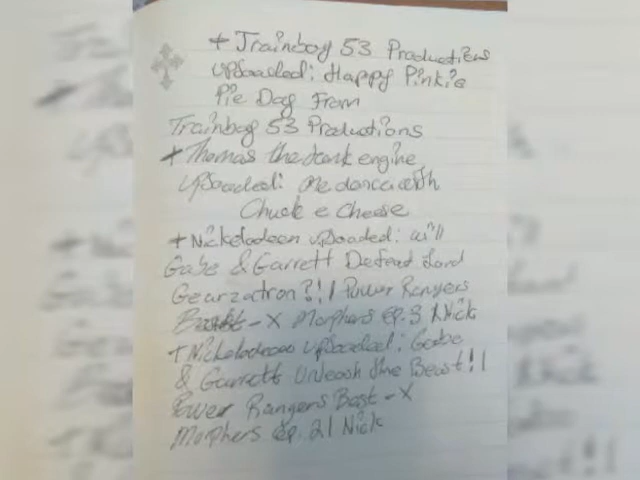 + Trainboy 53 Productions
uploaded: Happy Pinkie
Pie Day From
Trainboy 53 Productions
+ Thomas the tank engine
uploaded: dance with
Chuck e Cheese
+ Nickelodeon uploaded: will
Gabe & Garrett Defeat Lord
Gearzatron?! | Power Rangers
Beast-X Morphers ep. 3 | Nick
+ Nickelodeon uploaded: Gabe
& Garrett Unleash the Beast! |
Power Rangers Beast-X
Morphers ep. 2 | Nick